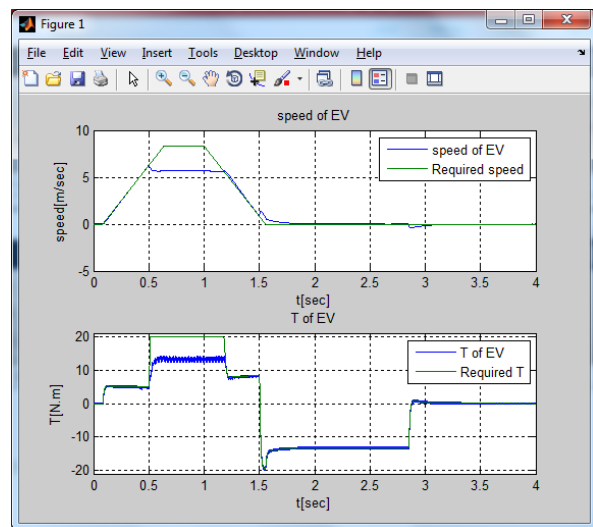 Figure 1
File Edit View Insert Tools Desktop Window Help
speed of EV
speed[m/sec]
10
5
0
-5
speed of EV
Required speed
0 0.5 1 1.5 2 2.5 3 3.5 4
t[sec]
T of EV
T[N.m]
20
10
0
-10
-20
T of EV
Required T
0 0.5 1 1.5 2 2.5 3 3.5 4
t[sec]